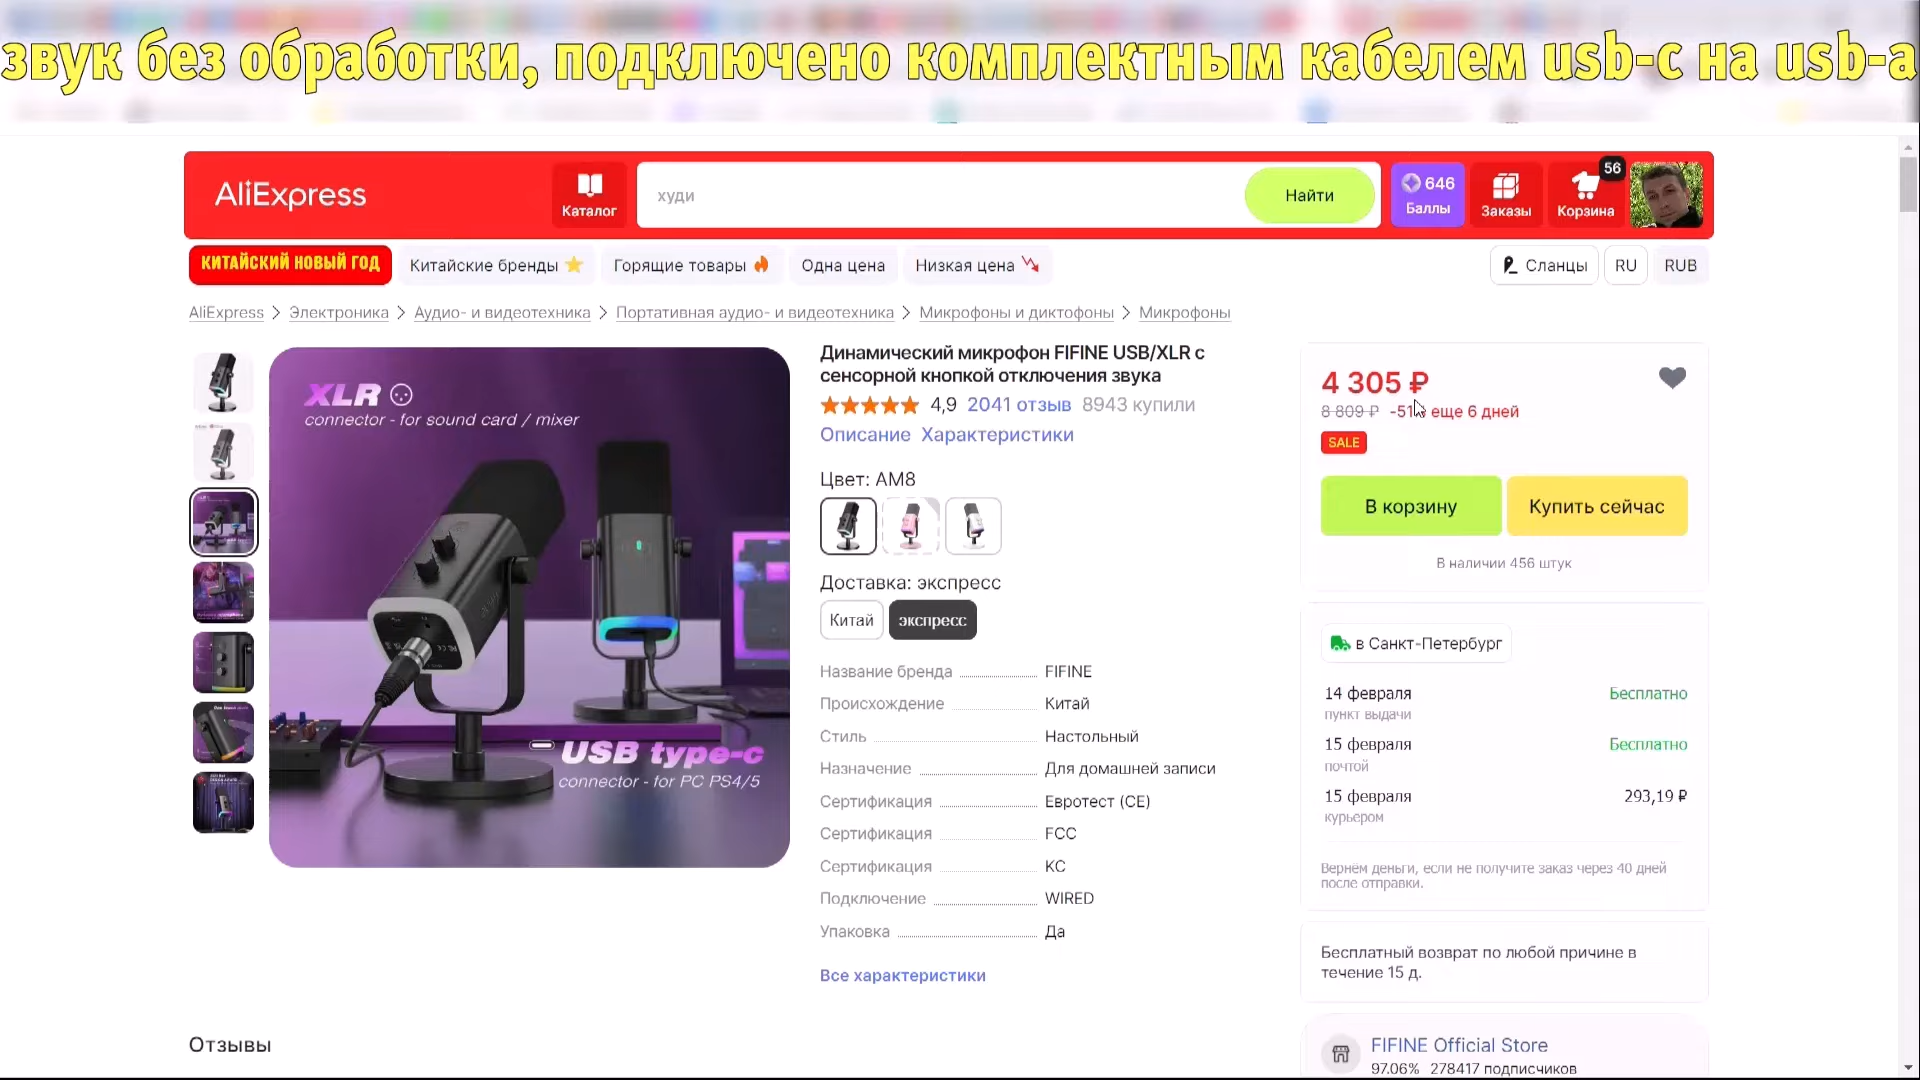 звук без обработки, подключено комплектным кабелем usb-c на usb-a
AliExpress
Каталог
худи
Найти
646
Баллы
Заказы
56
Корзина
КИТАЙСКИЙ НОВЫЙ ГОД
Китайские бренды
Горящие товары
Одна цена
Низкая цена
Сланцы
RU
RUB
AliExpress > Электроника > Аудио- и видеотехника > Портативная аудио- и видеотехника > Микрофоны и диктофоны > Микрофоны
XLR
connector - for sound card / mixer
USB type-c
connector - for PC PS4/5
Динамический микрофон FIFINE USB/XLR с
сенсорной кнопкой отключения звука
4,9 2041 отзыв 8943 купили
Описание Характеристики
Цвет: AM8
Доставка: экспресс
Китай
экспресс
Название бренда FIFINE
Происхождение Китай
Стиль Настольный
Назначение Для домашней записи
Сертификация Евротест (CE)
Сертификация FCC
Сертификация KC
Подключение WIRED
Упаковка Да
Все характеристики
Отзывы
4 305 ₽
8 809 ₽ -51% еще 6 дней
SALE
В корзину
Купить сейчас
В наличии 456 штук
в Санкт-Петербург
14 февраля Бесплатно
пункт выдачи
15 февраля Бесплатно
почтой
15 февраля 293,19 ₽
курьером
Вернём деньги, если не получите заказ через 40 дней
после отправки.
Бесплатный возврат по любой причине в
течение 15 д.
FIFINE Official Store
97.06% 278417 подписчиков